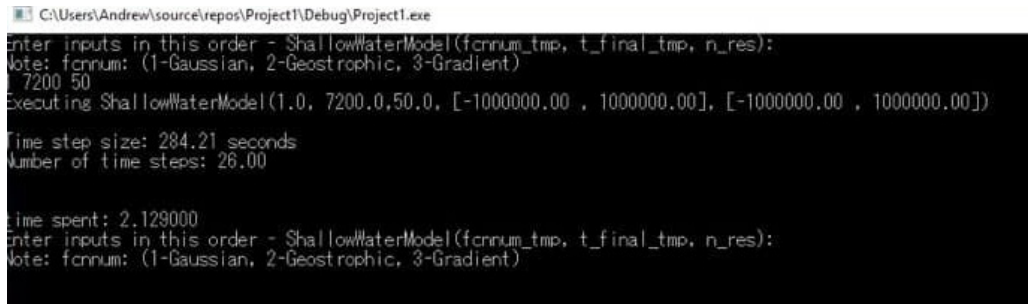 C:\Users\Andrew\source\repos\Project1\Debug\Project1.exe
Enter inputs in this order - ShallowWaterModel(fcnnum_tmp, t_final_tmp, n_res):
Note: fcnnum: (1-Gaussian, 2-Geostrophic, 3-Gradient)
1 7200 50
Executing ShallowWaterModel(1.0, 7200.0,50.0, [-1000000.00 , 1000000.00], [-1000000.00 , 1000000.00])
Time step size: 284.21 seconds
Number of time steps: 26.00
time spent: 2.129000
Enter inputs in this order - ShallowWaterModel(fcnnum_tmp, t_final_tmp, n_res):
Note: fcnnum: (1-Gaussian, 2-Geostrophic, 3-Gradient)